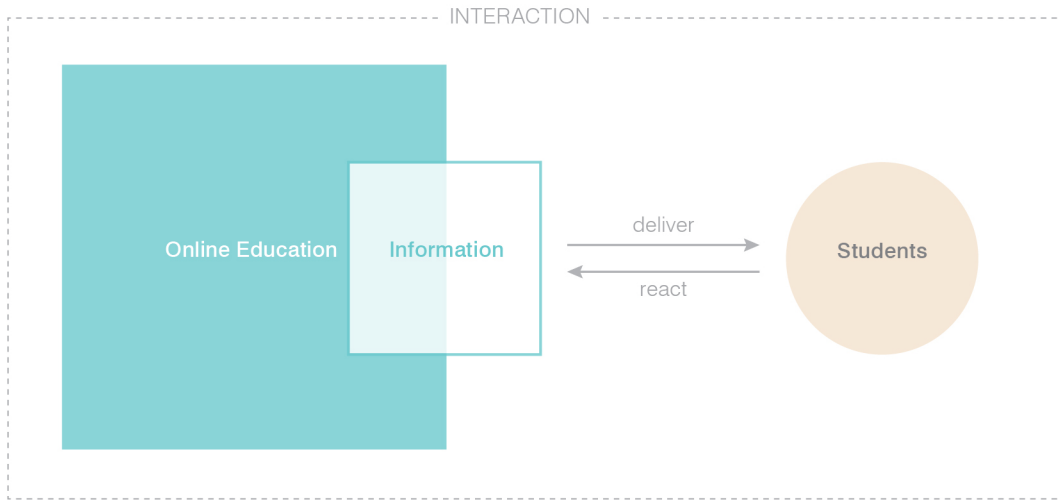 INTERACTION
Online Education
Information
deliver
react
Students